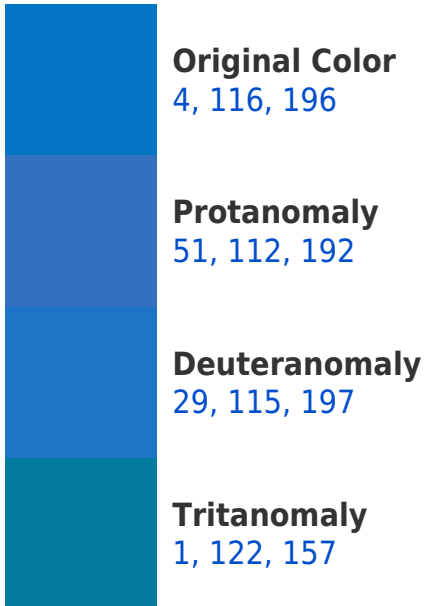 Original Color
4, 116, 196
Protanomaly
51, 112, 192
Deuteranomaly
29, 115, 197
Tritanomaly
1, 122, 157